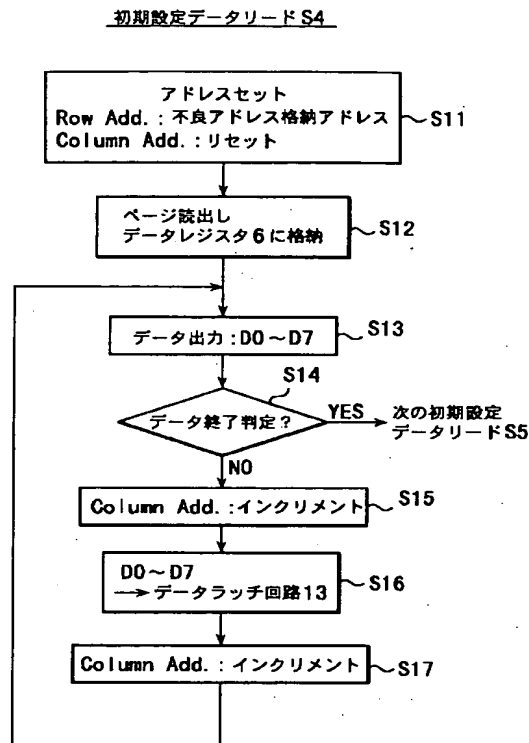 初期設定データリード S4
アドレスセット
Row Add.:不良アドレス格納アドレス
Column Add.:リセット
S11
ページ読出し
データレジスタ6に格納
S12
データ出力:D0~D7
S13
S14
データ終了判定?
YES
次の初期設定
データリードS5
NO
Column Add.:インクリメント
S15
D0~D7
→データラッチ回路13
S16
Column Add.:インクリメント
S17